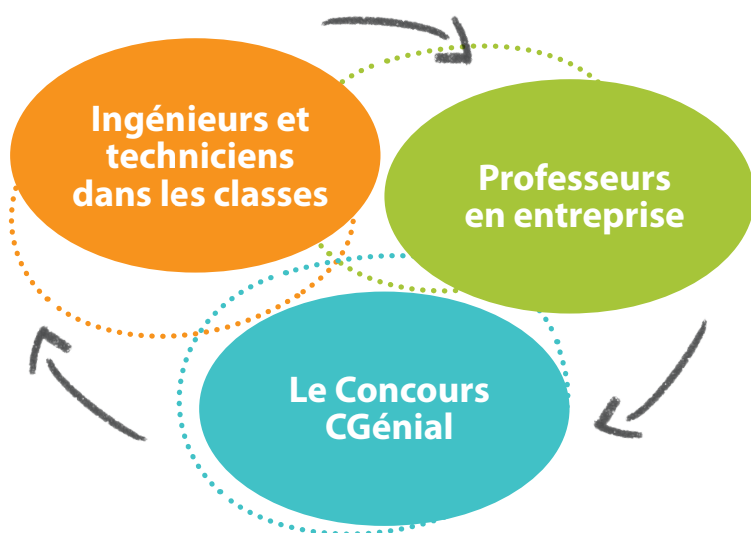 Ingénieurs et
techniciens
dans les classes
Professeurs
en entreprise
Le Concours
CGénial